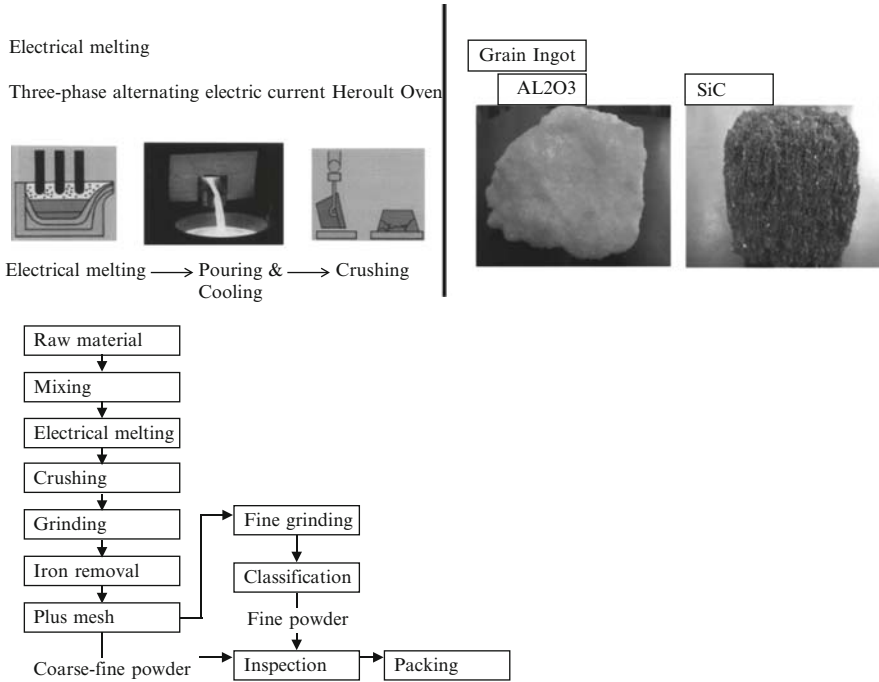 Electrical melting
Three-phase alternating electric current Heroult Oven
Electrical melting
Pouring &
Cooling
Crushing
Grain Ingot
AL2O3
SiC
Raw material
Mixing
Electrical melting
Crushing
Grinding
Iron removal
Plus mesh
Coarse-fine powder
Fine grinding
Classification
Fine powder
Inspection
Packing